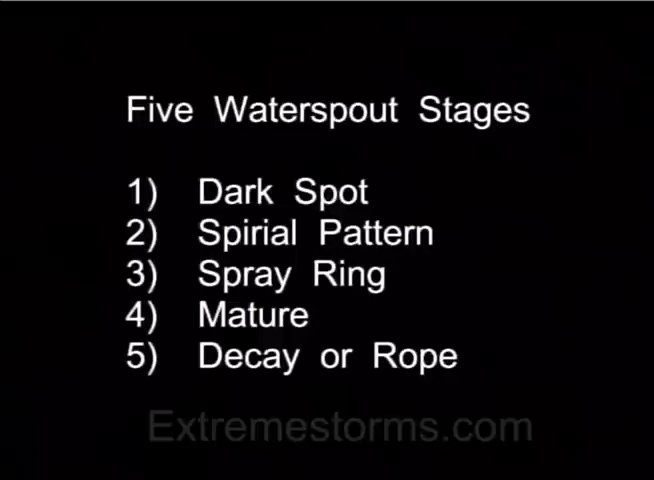 Five Waterspout Stages
1) Dark Spot
2) Spirial Pattern
3) Spray Ring
4) Mature
5) Decay or Rope
Extremestorms.com